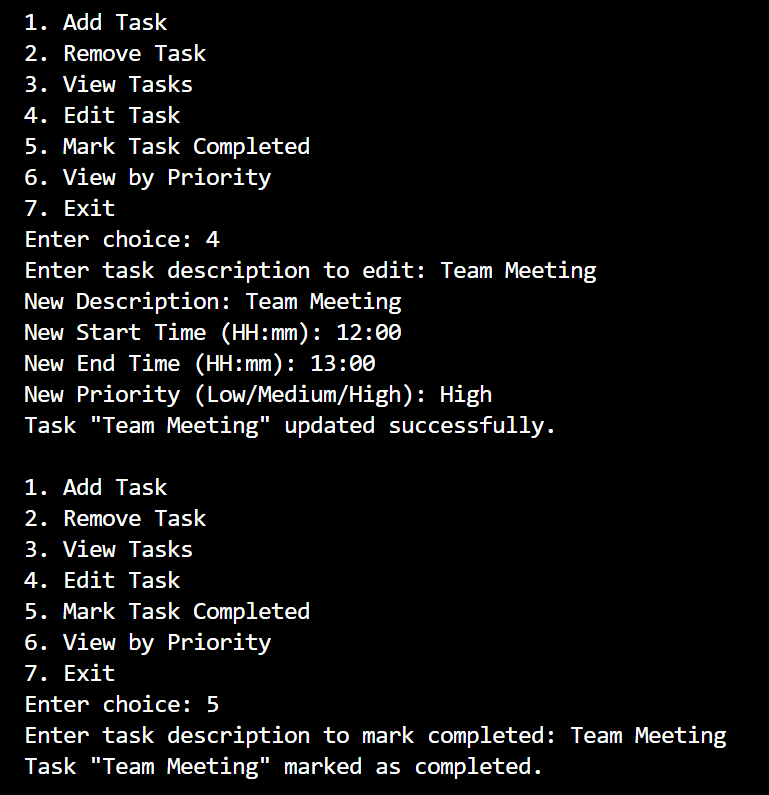 1. Add Task
2. Remove Task
3. View Tasks
4. Edit Task
5. Mark Task Completed
6. View by Priority
7. Exit
Enter choice: 4
Enter task description to edit: Team Meeting
New Description: Team Meeting
New Start Time (HH:mm): 12:00
New End Time (HH:mm): 13:00
New Priority (Low/Medium/High): High
Task "Team Meeting" updated successfully.

1. Add Task
2. Remove Task
3. View Tasks
4. Edit Task
5. Mark Task Completed
6. View by Priority
7. Exit
Enter choice: 5
Enter task description to mark completed: Team Meeting
Task "Team Meeting" marked as completed.